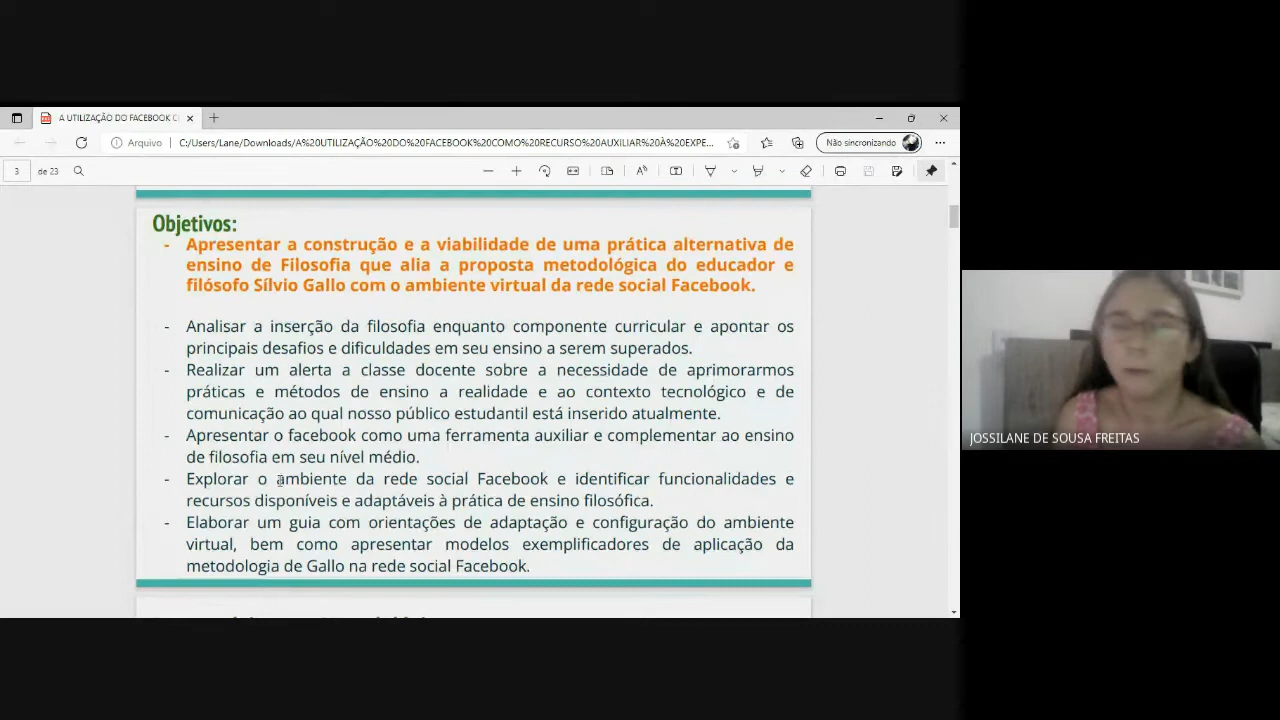 A UTILIZAÇÃO DO FACEBOOK C
Arquivo
C:/Users/Lane/Downloads/A%20UTILIZAÇÃO%20DO%20FACEBOOK%20COMO%20RECURSO%20AUXILIAR%20À%20EXPE...
Não sincronizando
3 de 23
Objetivos:
- Apresentar a construção e a viabilidade de uma prática alternativa de
ensino de Filosofia que alia a proposta metodológica do educador e
filósofo Sílvio Gallo com o ambiente virtual da rede social Facebook.
- Analisar a inserção da filosofia enquanto componente curricular e apontar os
principais desafios e dificuldades em seu ensino a serem superados.
- Realizar um alerta a classe docente sobre a necessidade de aprimorarmos
práticas e métodos de ensino a realidade e ao contexto tecnológico e de
comunicação ao qual nosso público estudantil está inserido atualmente.
- Apresentar o facebook como uma ferramenta auxiliar e complementar ao ensino
de filosofia em seu nível médio.
- Explorar o ambiente da rede social Facebook e identificar funcionalidades e
recursos disponíveis e adaptáveis à prática de ensino filosófica.
- Elaborar um guia com orientações de adaptação e configuração do ambiente
virtual, bem como apresentar modelos exemplificadores de aplicação da
metodologia de Gallo na rede social Facebook.
JOSSILANE DE SOUSA FREITAS